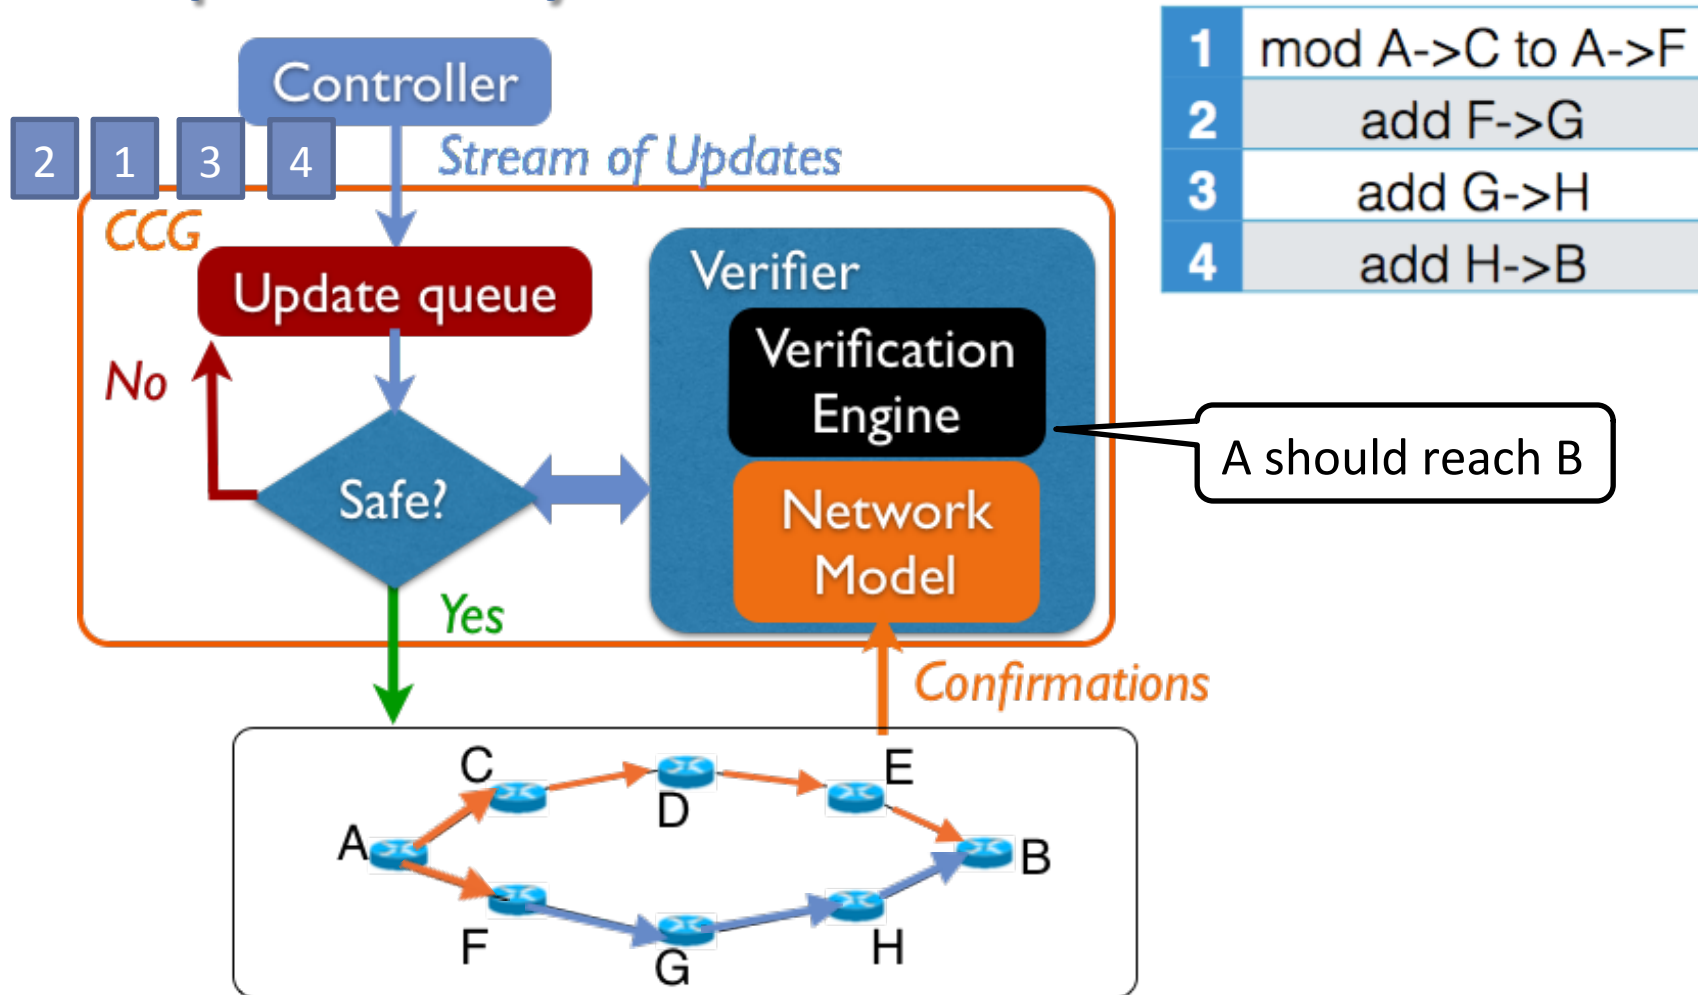 Controller
2 1 3 4
Stream of Updates
CCG
Update queue
No
Safe?
Yes
Verifier
Verification
Engine
Network
Model
Confirmations
1 mod A->C to A->F
2 add F->G
3 add G->H
4 add H->B
A should reach B
C
D
E
A
B
F
G
H